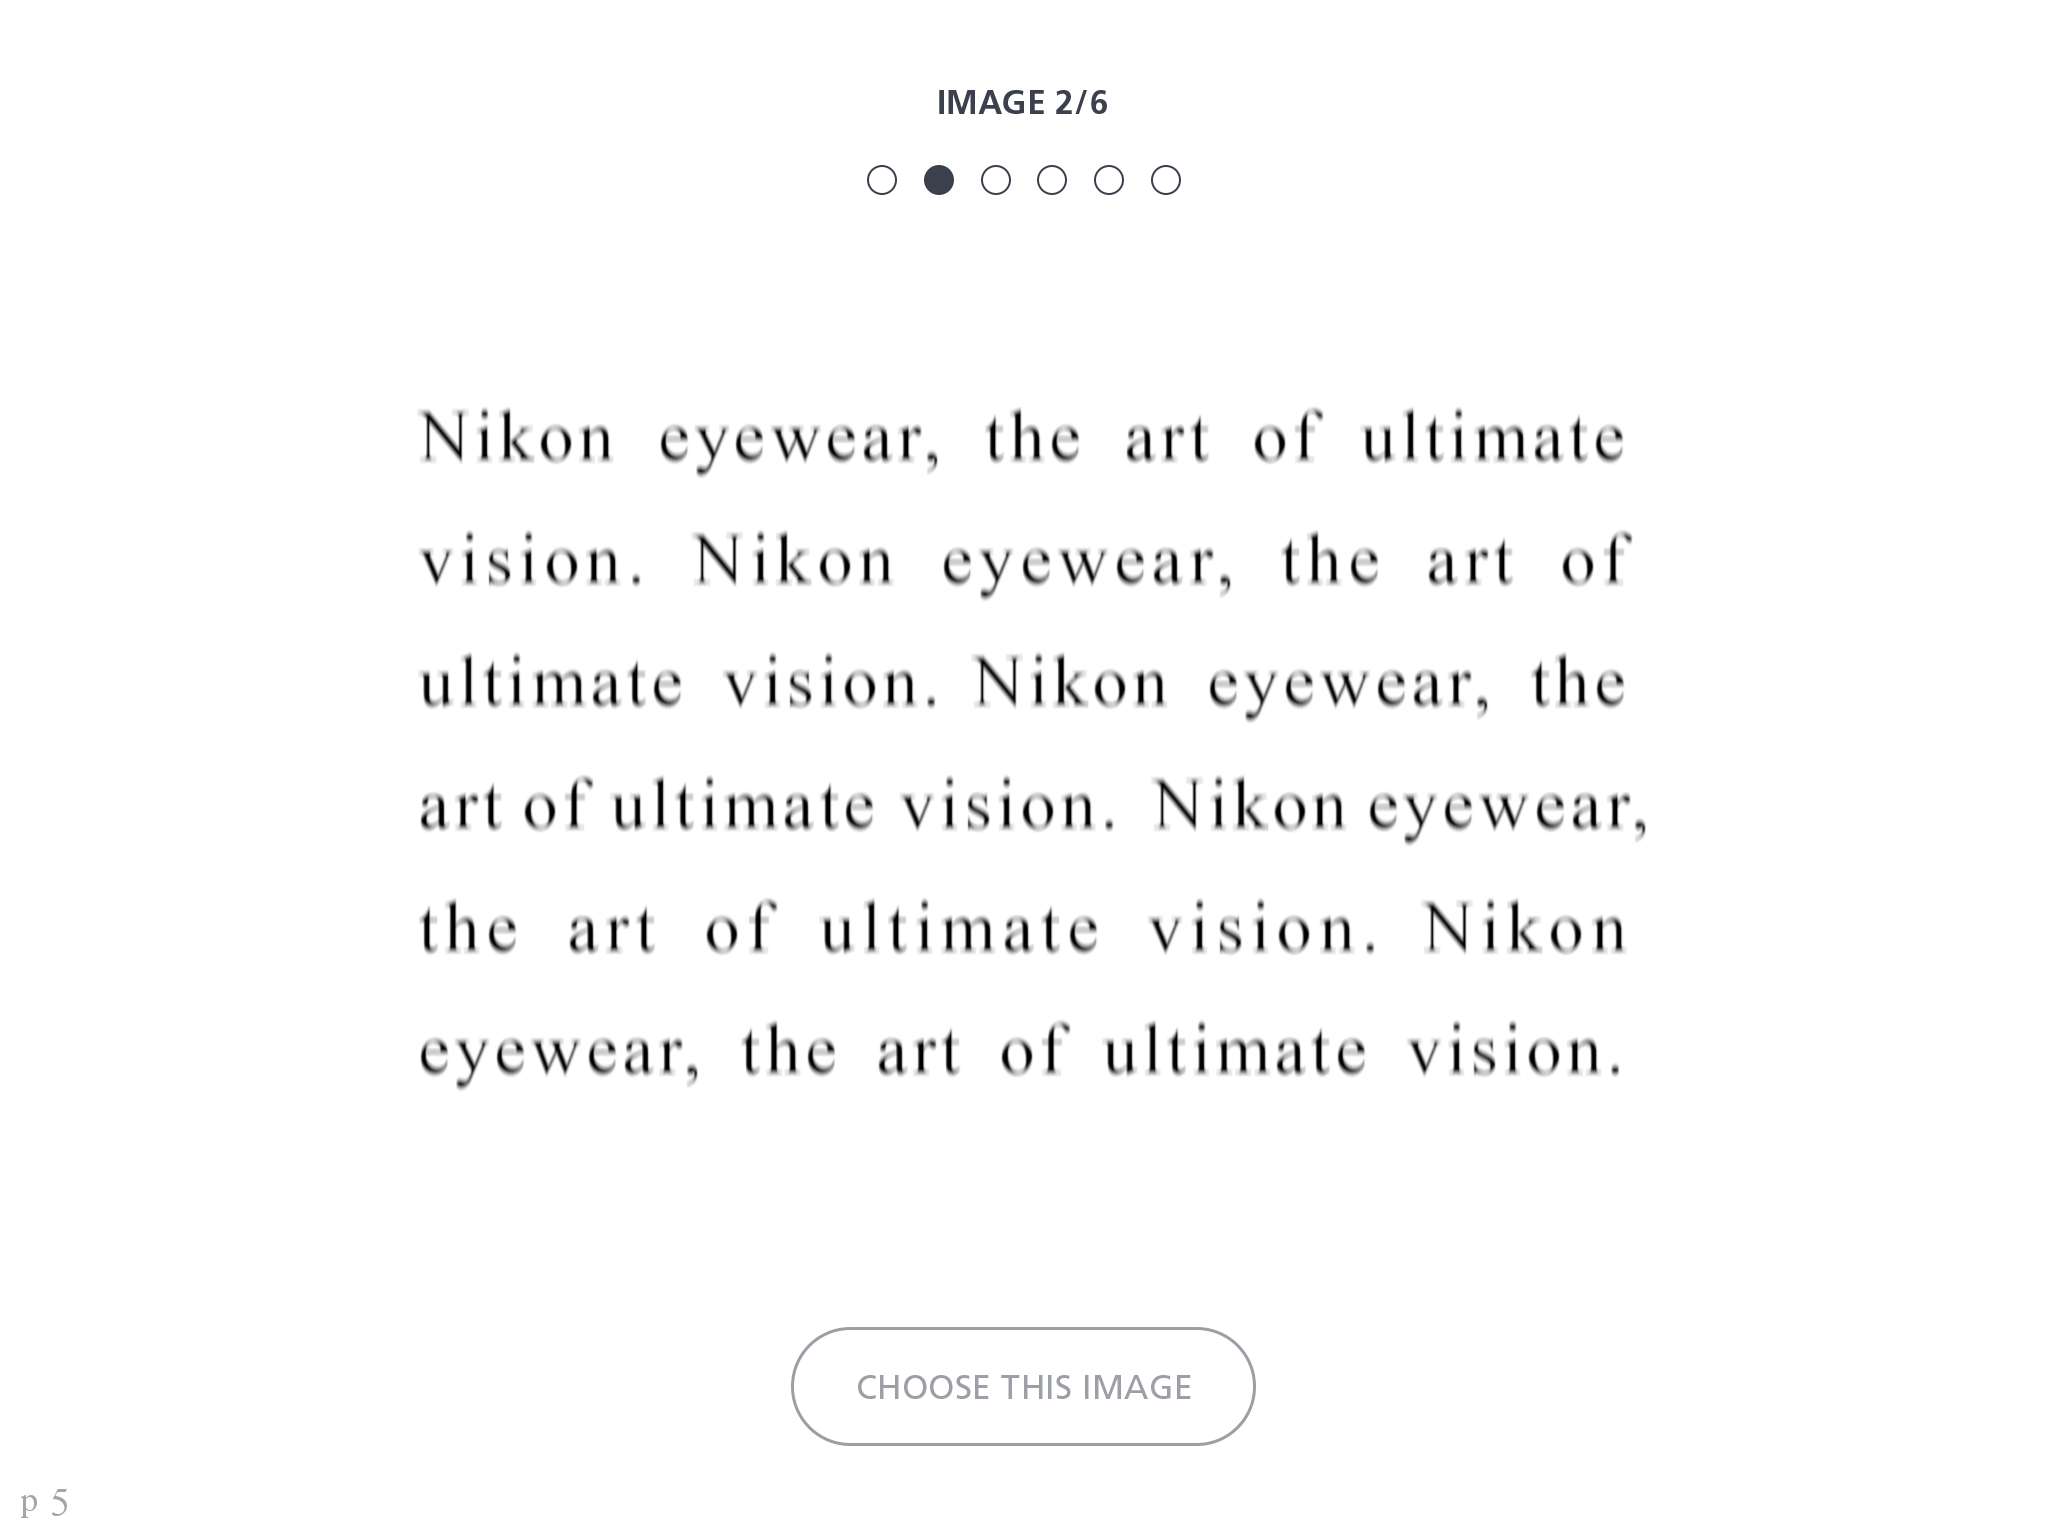 IMAGE 2/6
Nikon eyewear, the art of ultimate
vision. Nikon eyewear, the art of
ultimate vision. Nikon eyewear, the
art of ultimate vision. Nikon eyewear,
the art of ultimate vision. Nikon
eyewear, the art of ultimate vision.
CHOOSE THIS IMAGE
p 5